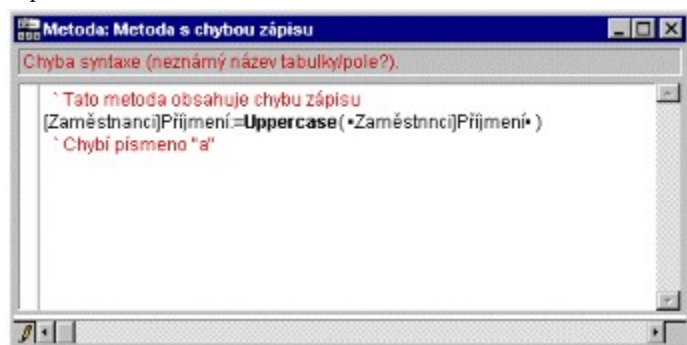 Metoda: Metoda s chybou zápisu
Chyba syntaxe (neznámý název tabulky/pole?).
` Tato metoda obsahuje chybu zápisu
[Zaměstnanci]Příjmení:=Uppercase( •Zaměstnnci]Příjmení• )
` Chybí písmeno "a"